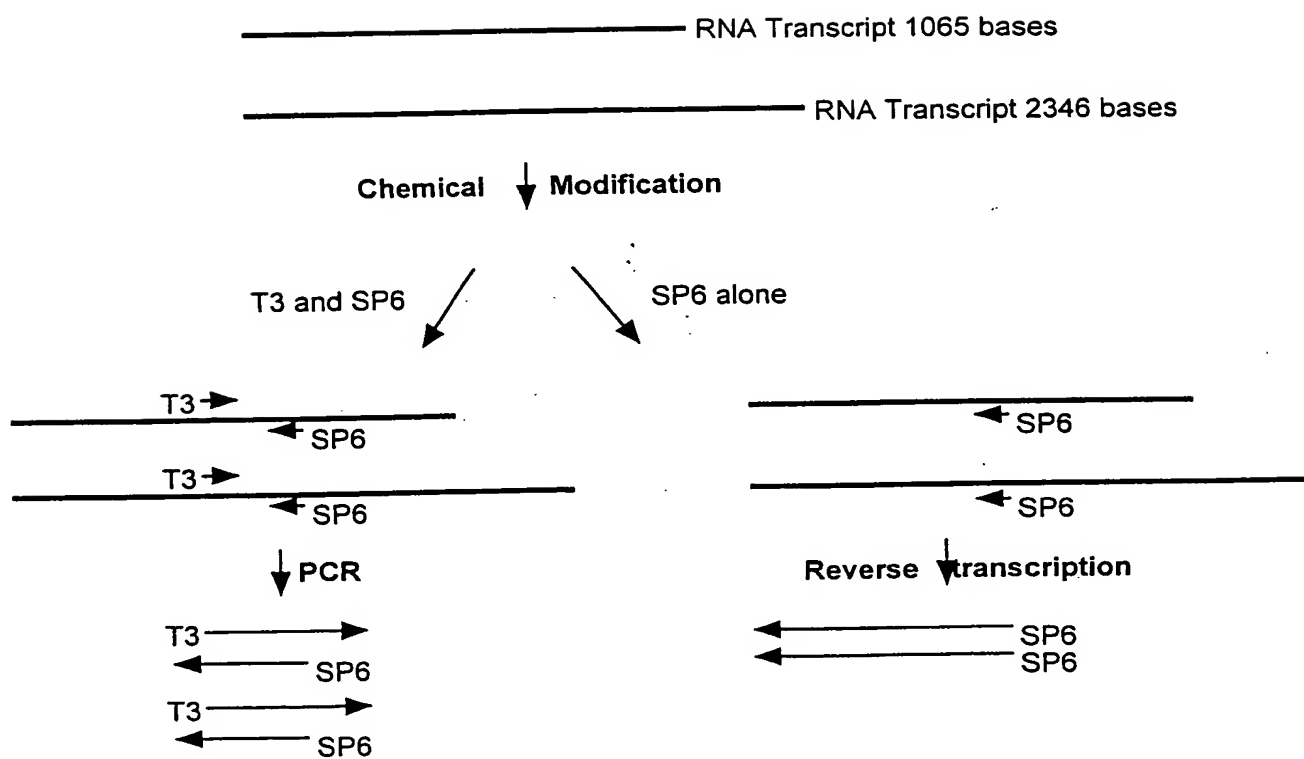 RNA Transcript 1065 bases
RNA Transcript 2346 bases
Chemical Modification
T3 and SP6
SP6 alone
T3
SP6
SP6
T3
SP6
SP6
PCR
Reverse transcription
T3
SP6
SP6
SP6
T3
SP6